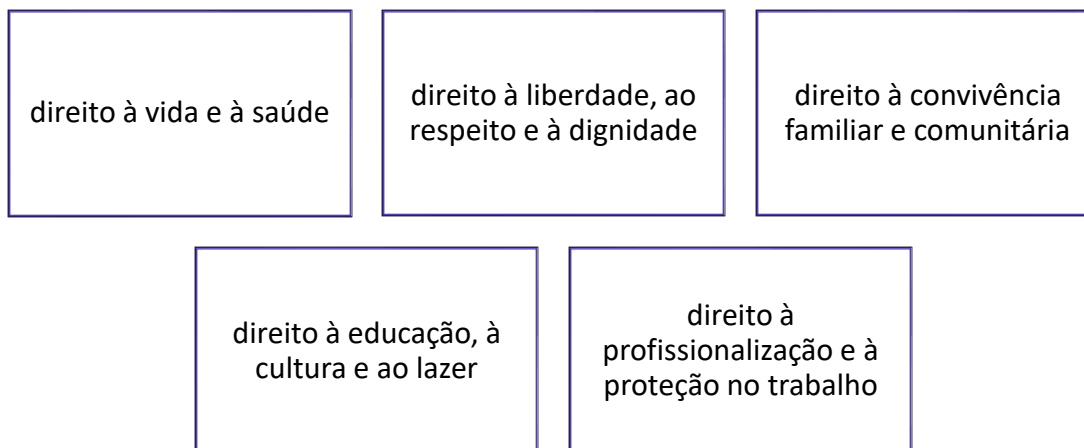 direito à vida e à saúde
direito à liberdade, ao
respeito e à dignidade
direito à convivência
familiar e comunitária
direito à educação, à
cultura e ao lazer
direito à
profissionalização e à
proteção no trabalho